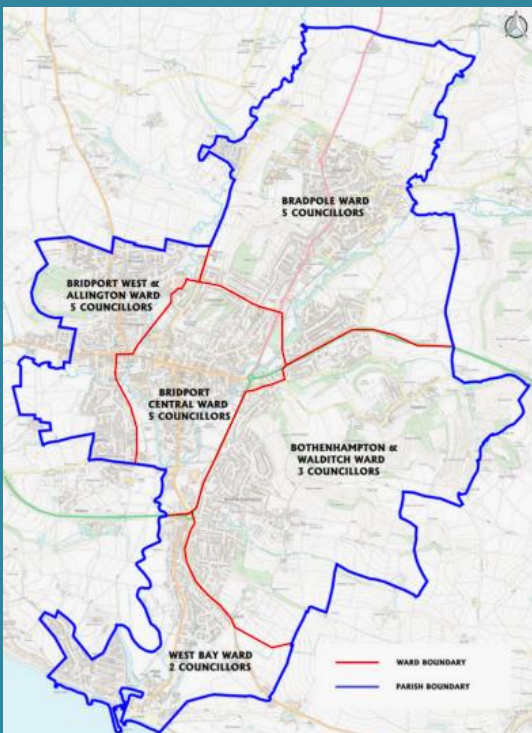 BRADPOLE WARD
5 COUNCILLORS
BRIDPORT WEST &
ALLINGTON WARD
5 COUNCILLORS
BRIDPORT
CENTRAL WARD
5 COUNCILLORS
BOTHENHAMPTON &
WALDITCH WARD
3 COUNCILLORS
WEST BAY WARD
2 COUNCILLORS
WARD BOUNDARY
PARISH BOUNDARY